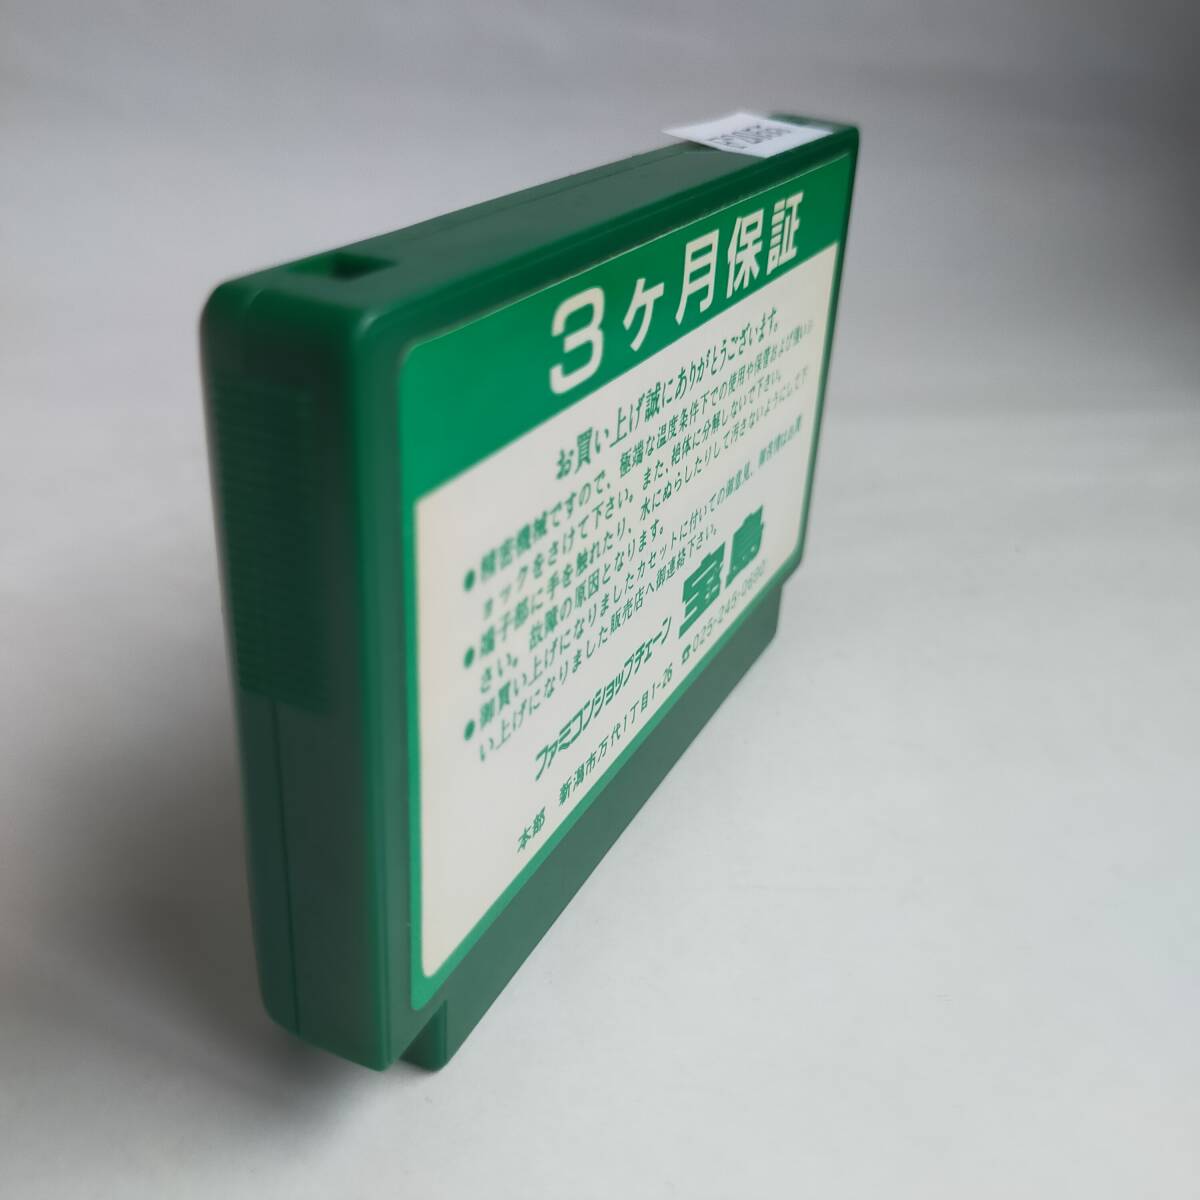 3ヶ月保証
お買い上げ誠にありがとうございます。
●精密機械ですので、極端な温度条件下での使用や保管および強いシ
ョックをさけて下さい。また、絶体に分解しないで下さい。
●端子部に手を触れたり、水にぬらしたりして汚さないようにして下
さい。故障の原因となります。
●御買い上げになりましたカセットに付いての御意見、御苦情はお買
い上げになりました販売店へ御連絡下さい。
ファミコンショップチェーン 宝島
本部 新潟市万代1丁目1-26 ☎025-245-0690